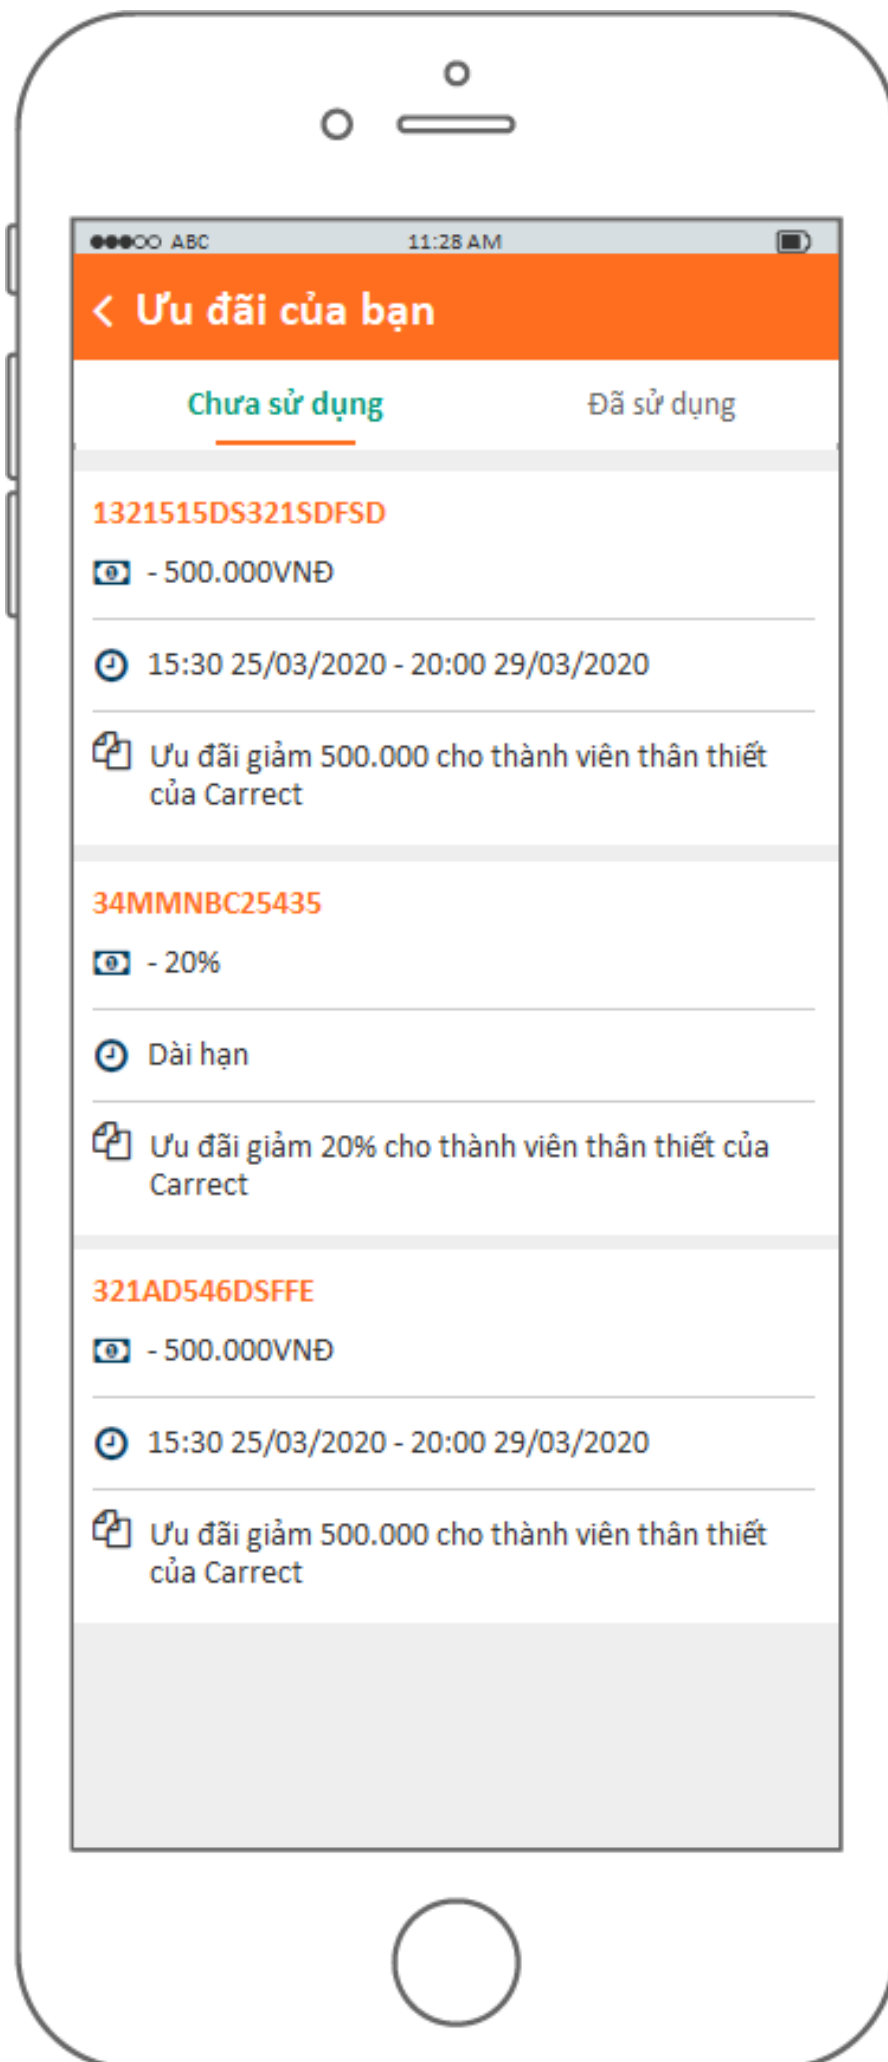 ABC 11:28 AM
Ưu đãi của bạn
Chưa sử dụng Đã sử dụng
1321515DS321SDFSD
- 500.000VNĐ
15:30 25/03/2020 - 20:00 29/03/2020
Ưu đãi giảm 500.000 cho thành viên thân thiết
của Carrect
34MMNBC25435
- 20%
Dài hạn
Ưu đãi giảm 20% cho thành viên thân thiết của
Carrect
321AD546DSFFE
- 500.000VNĐ
15:30 25/03/2020 - 20:00 29/03/2020
Ưu đãi giảm 500.000 cho thành viên thân thiết
của Carrect